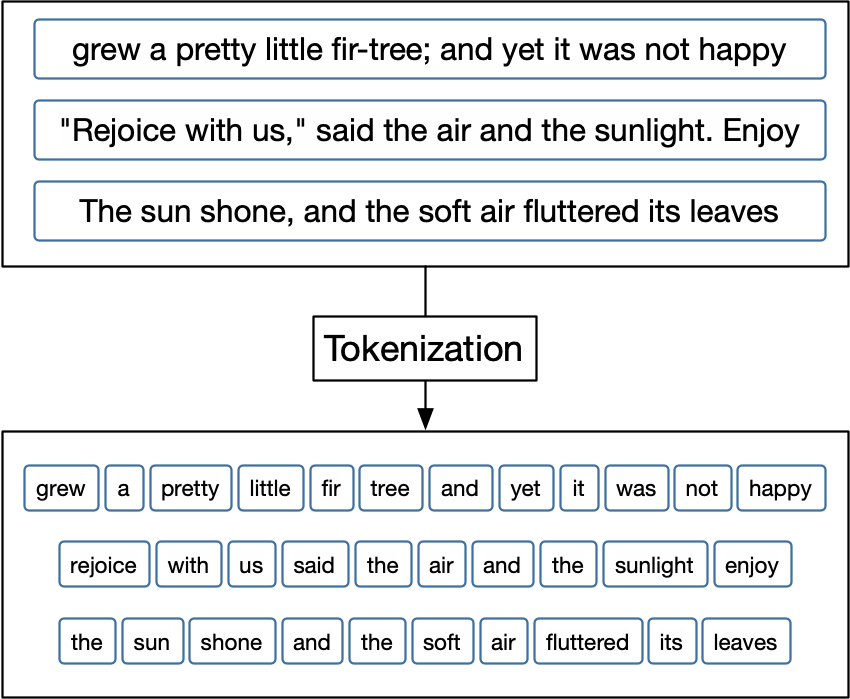 grew a pretty little fir-tree; and yet it was not happy
"Rejoice with us," said the air and the sunlight. Enjoy
The sun shone, and the soft air fluttered its leaves
Tokenization
grew a pretty little fir tree and yet it was not happy
rejoice with us said the air and the sunlight enjoy
the sun shone and the soft air fluttered its leaves